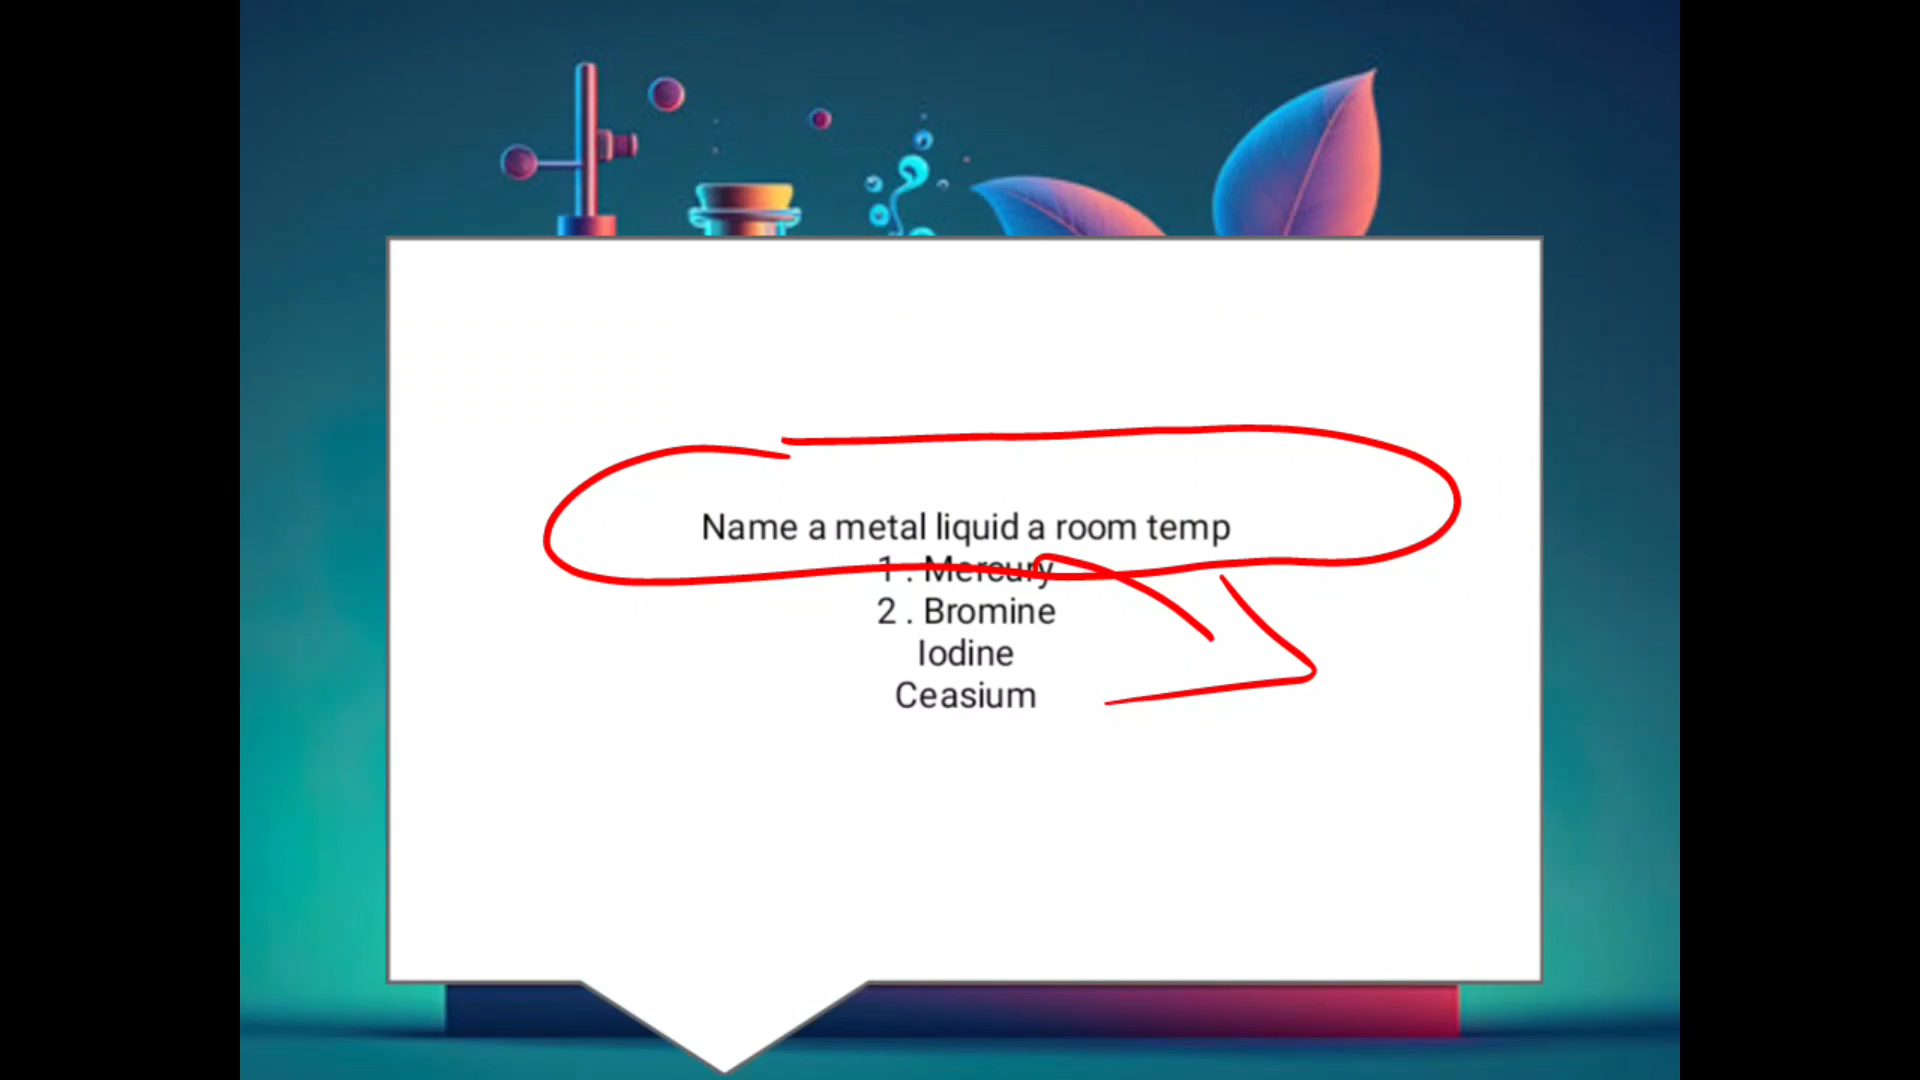 Name a metal liquid a room temp
1 . Mercury
2 . Bromine
Iodine
Ceasium